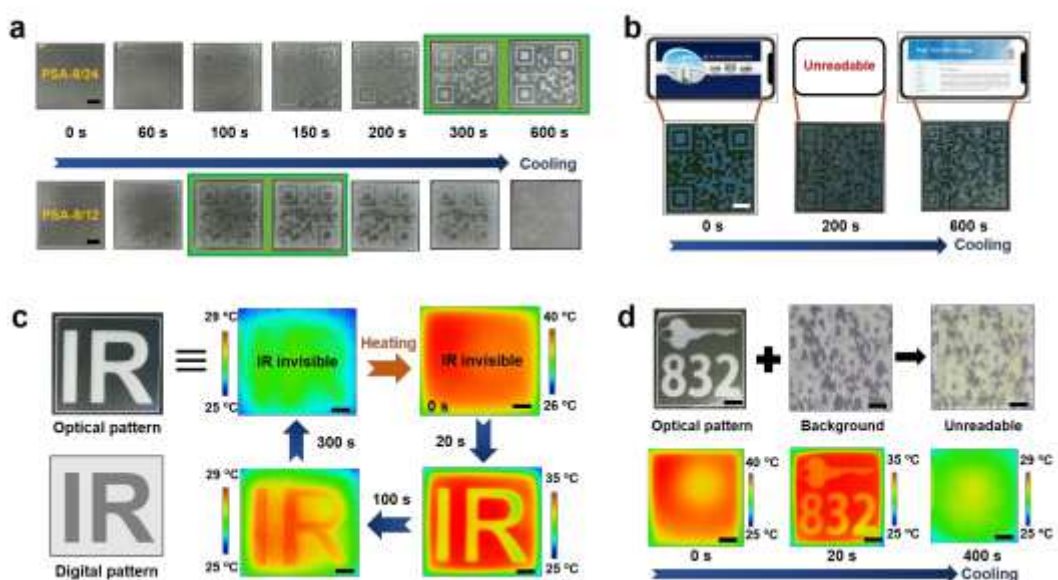 a
PSA-8/24
0 s 60 s 100 s 150 s 200 s 300 s 600 s
Cooling
PSA-8/12
b
Unreadable
0 s 200 s 600 s
Cooling
c
IR
Optical pattern
29 °C
25 °C
IR invisible
Heating
40 °C
26 °C
IR invisible
0 s
300 s
20 s
IR
Digital pattern
29 °C
25 °C
IR
100 s
35 °C
25 °C
IR
d
832
Optical pattern
Background
Unreadable
40 °C
25 °C
0 s
832
35 °C
25 °C
20 s
29 °C
25 °C
400 s
Cooling